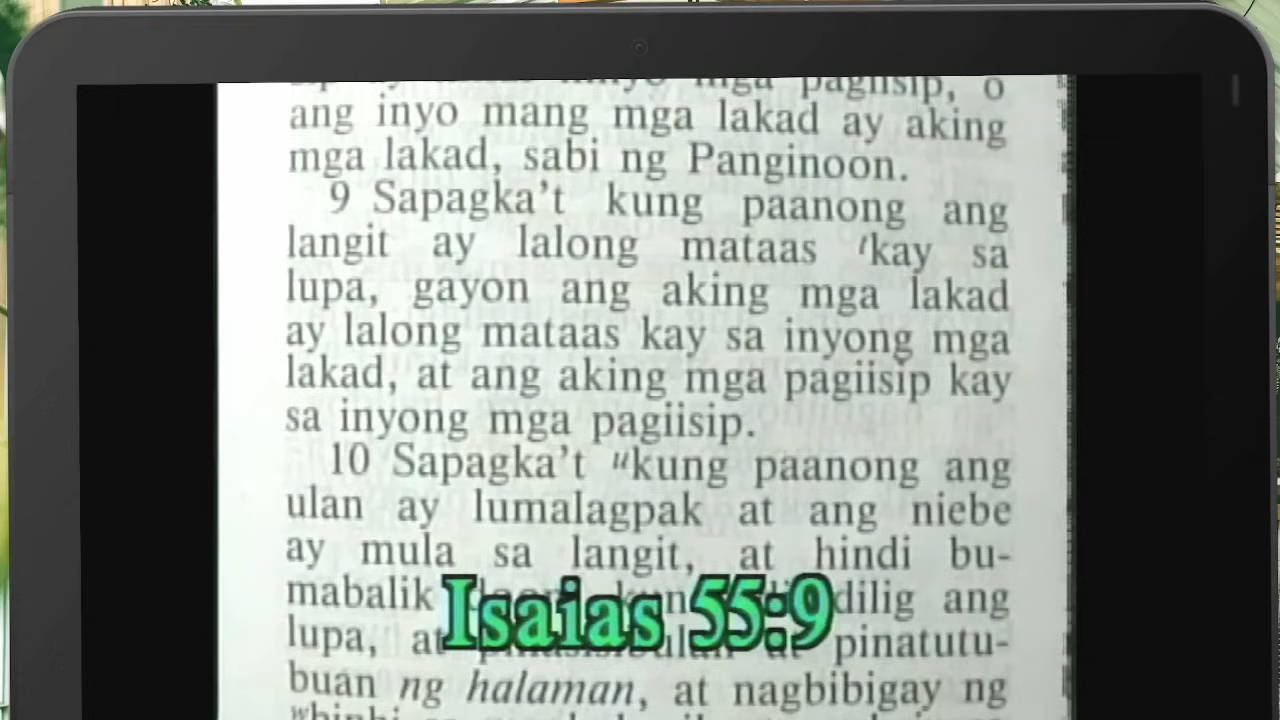 mga pagiisip, o
ang inyo mang mga lakad ay aking
mga lakad, sabi ng Panginoon.
9 Sapagka't kung paanong ang
langit ay lalong mataas ᵗkay sa
lupa, gayon ang aking mga lakad
ay lalong mataas kay sa inyong mga
lakad, at ang aking mga pagiisip kay
sa inyong mga pagiisip.
10 Sapagka't ᵘkung paanong ang
ulan ay lumalagpak at ang niebe
ay mula sa langit, at hindi bu-
mabalik dilig ang
Isaias 55:9
lupa, at pinatutu-
buan ng halaman, at nagbibigay ng